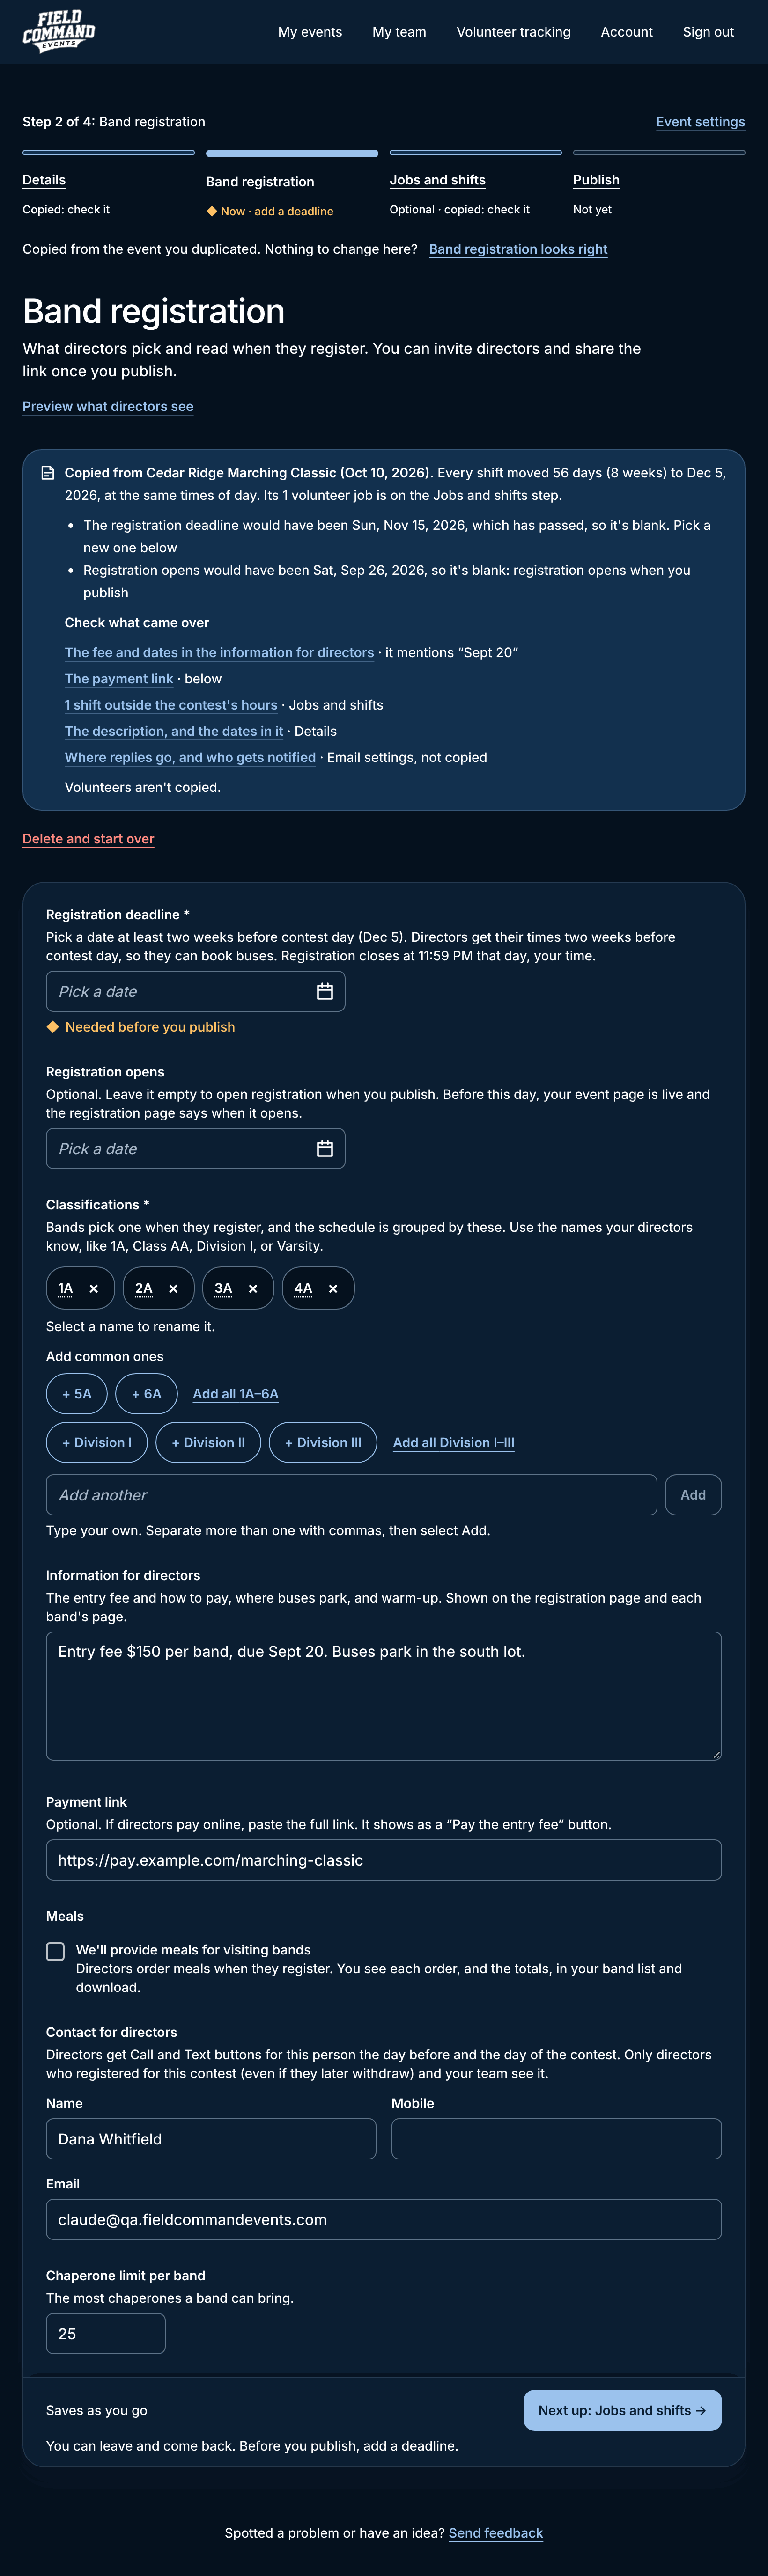 FIELD
COMMAND
EVENTS
My events
My team
Volunteer tracking
Account
Sign out
Step 2 of 4: Band registration
Event settings
Details
Band registration
Jobs and shifts
Publish
Copied: check it
◆ Now · add a deadline
Optional · copied: check it
Not yet
Copied from the event you duplicated. Nothing to change here? Band registration looks right
Band registration
What directors pick and read when they register. You can invite directors and share the
link once you publish.
Preview what directors see
Copied from Cedar Ridge Marching Classic (Oct 10, 2026). Every shift moved 56 days (8 weeks) to Dec 5,
2026, at the same times of day. Its 1 volunteer job is on the Jobs and shifts step.
• The registration deadline would have been Sun, Nov 15, 2026, which has passed, so it's blank. Pick a
new one below
• Registration opens would have been Sat, Sep 26, 2026, so it's blank: registration opens when you
publish
Check what came over
The fee and dates in the information for directors · it mentions “Sept 20”
The payment link · below
1 shift outside the contest's hours · Jobs and shifts
The description, and the dates in it · Details
Where replies go, and who gets notified · Email settings, not copied
Volunteers aren't copied.
Delete and start over
Registration deadline *
Pick a date at least two weeks before contest day (Dec 5). Directors get their times two weeks before
contest day, so they can book buses. Registration closes at 11:59 PM that day, your time.
Pick a date
◆ Needed before you publish
Registration opens
Optional. Leave it empty to open registration when you publish. Before this day, your event page is live and
the registration page says when it opens.
Pick a date
Classifications *
Bands pick one when they register, and the schedule is grouped by these. Use the names your directors
know, like 1A, Class AA, Division I, or Varsity.
1A ✕ 2A ✕ 3A ✕ 4A ✕
Select a name to rename it.
Add common ones
+ 5A + 6A Add all 1A–6A
+ Division I + Division II + Division III Add all Division I–III
Add another
Add
Type your own. Separate more than one with commas, then select Add.
Information for directors
The entry fee and how to pay, where buses park, and warm-up. Shown on the registration page and each
band's page.
Entry fee $150 per band, due Sept 20. Buses park in the south lot.
Payment link
Optional. If directors pay online, paste the full link. It shows as a “Pay the entry fee” button.
https://pay.example.com/marching-classic
Meals
We'll provide meals for visiting bands
Directors order meals when they register. You see each order, and the totals, in your band list and
download.
Contact for directors
Directors get Call and Text buttons for this person the day before and the day of the contest. Only directors
who registered for this contest (even if they later withdraw) and your team see it.
Name
Mobile
Dana Whitfield
Email
claude@qa.fieldcommandevents.com
Chaperone limit per band
The most chaperones a band can bring.
25
Saves as you go
Next up: Jobs and shifts →
You can leave and come back. Before you publish, add a deadline.
Spotted a problem or have an idea? Send feedback